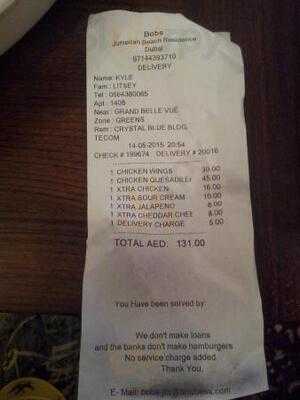 Bobs
Jumeirah Beach Residence
Dubai
97144393710
DELIVERY
Name: KYLE
Fam : LITSEY
Tel : 0564380065
Apt : 1408
Near : GRAND BELLE VUE
Zone : GREENS
Rem : CRYSTAL BLUE BLDG,
TECOM
14-05-2015 20:54
CHECK # 199674 DELIVERY # 20016
1 CHICKEN WINGS 39.00
1 CHICKEN QUESADILLA 45.00
1 XTRA CHICKEN 16.00
1 XTRA SOUR CREAM 10.00
1 XTRA JALAPENO 8.00
1 XTRA CHEDDAR CHEE 8.00
1 DELIVERY CHARGE 5.00
TOTAL AED: 131.00
You Have been served by:
We don't make loans
and the banks don't make hamburgers
No service charge added
Thank You,
E- Mail: